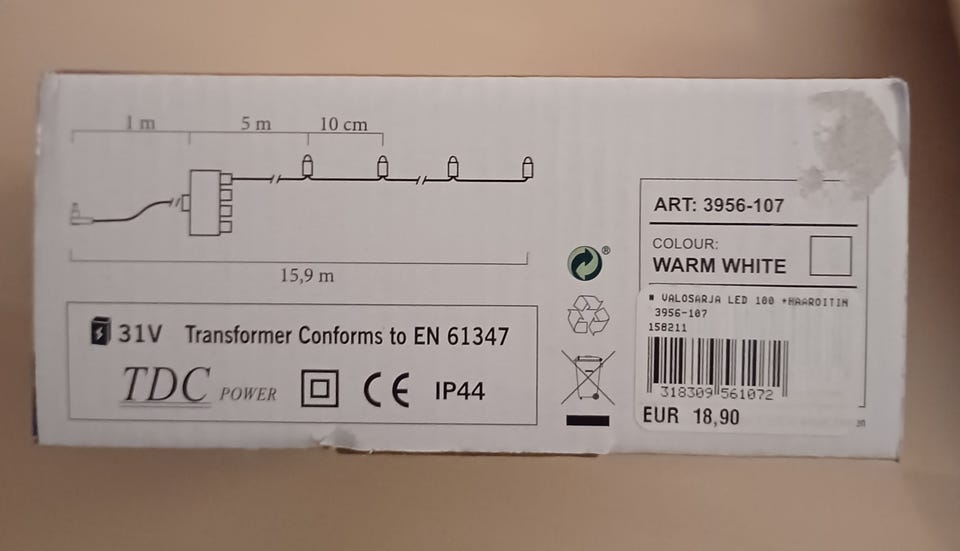 1 m 5 m 10 cm
15,9 m
®
31V Transformer Conforms to EN 61347
TDC POWER CE IP44
ART: 3956-107
COLOUR:
WARM WHITE
VALOSARJA LED 100 +HAAROITIN
3956-107
158211
318309 561072
EUR 18,90